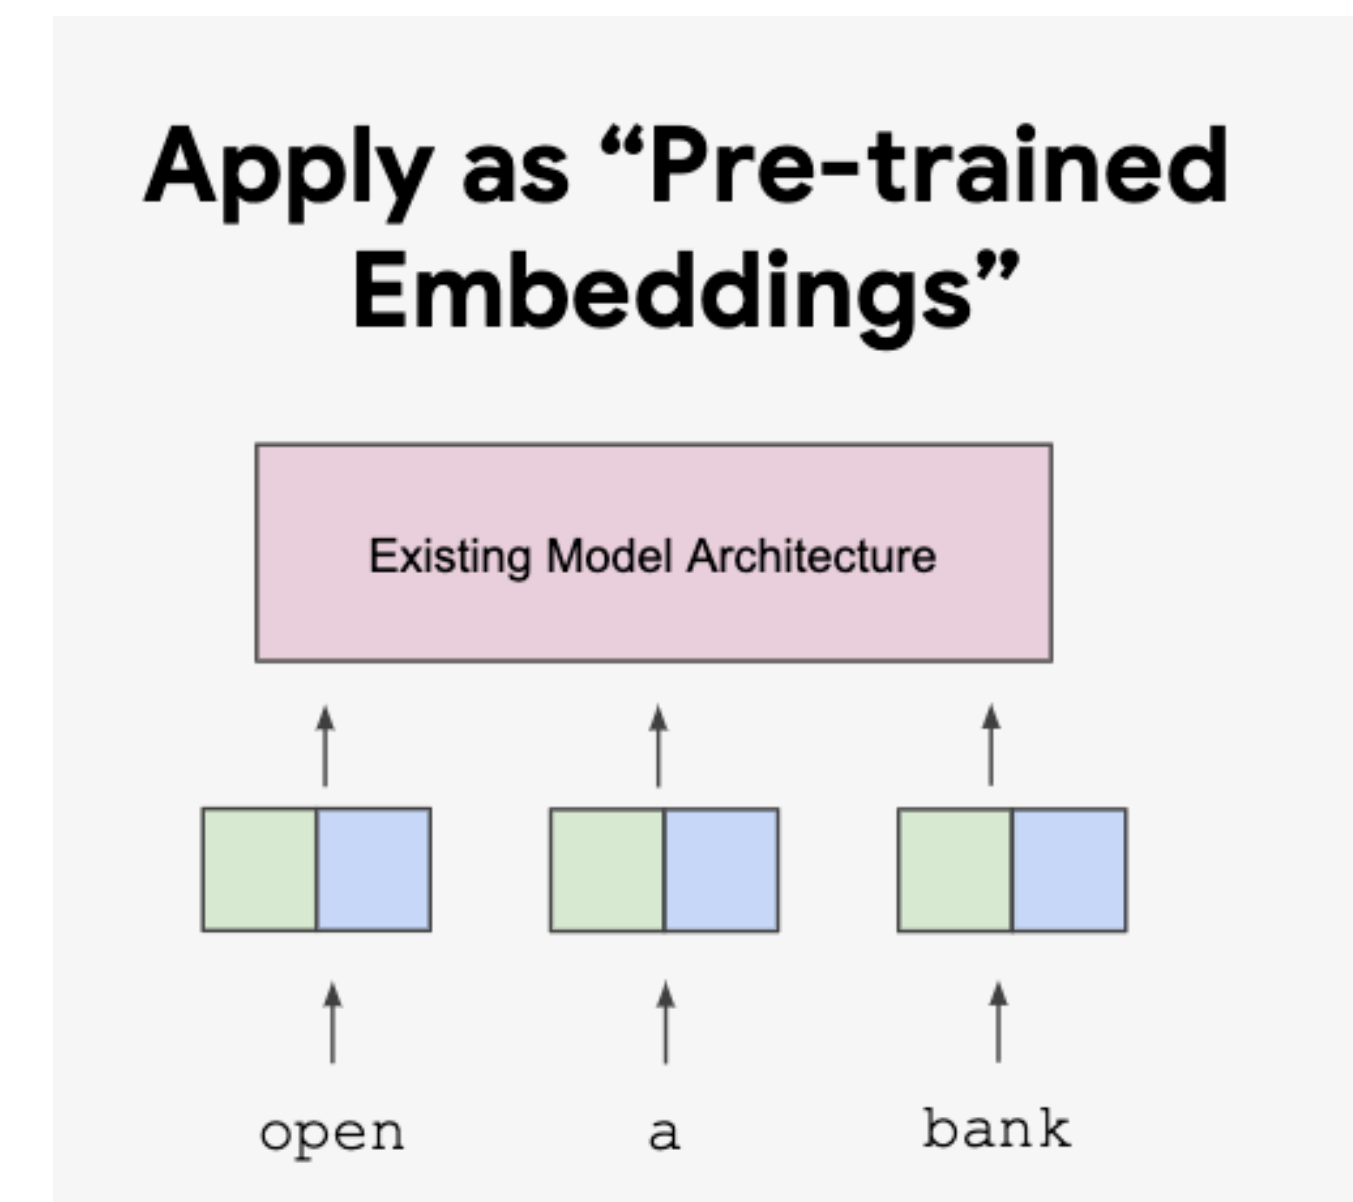 Apply as “Pre-trained
Embeddings”
Existing Model Architecture
open a bank